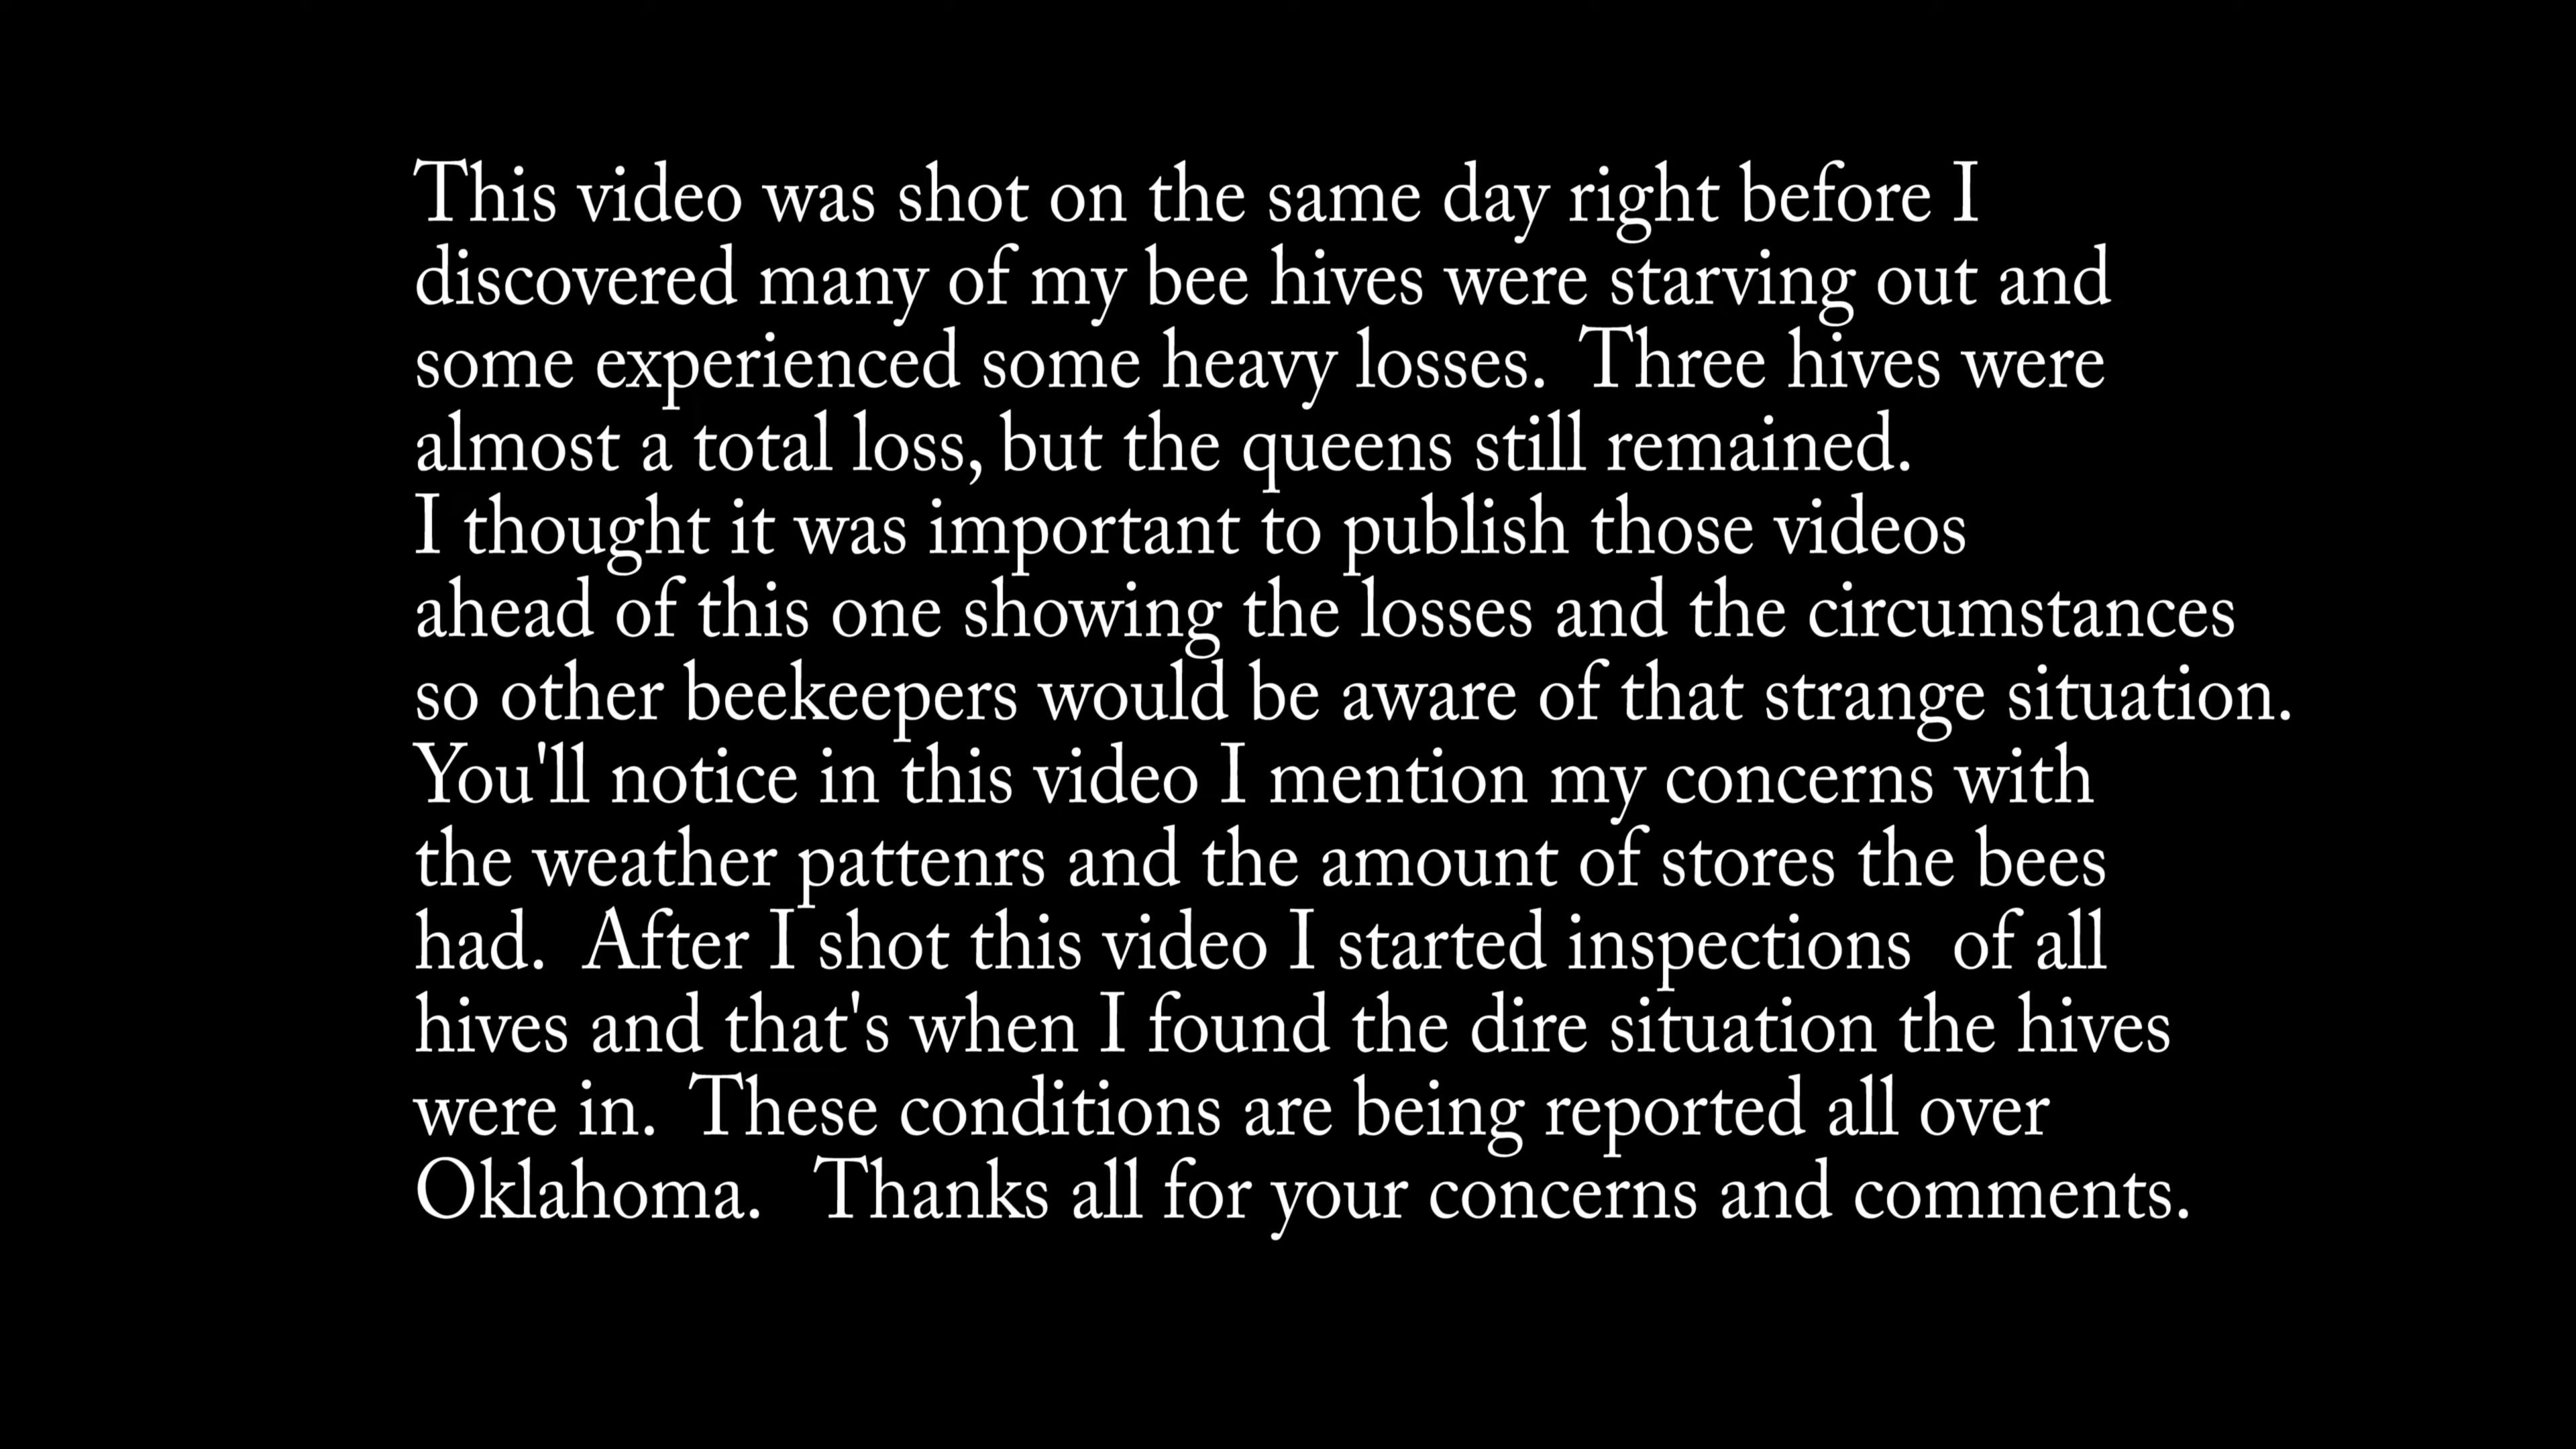 This video was shot on the same day right before I
discovered many of my bee hives were starving out and
some experienced some heavy losses.  Three hives were
almost a total loss, but the queens still remained.
I thought it was important to publish those videos
ahead of this one showing the losses and the circumstances
so other beekeepers would be aware of that strange situation.
You'll notice in this video I mention my concerns with
the weather pattenrs and the amount of stores the bees
had.  After I shot this video I started inspections  of all
hives and that's when I found the dire situation the hives
were in.  These conditions are being reported all over
Oklahoma.   Thanks all for your concerns and comments.